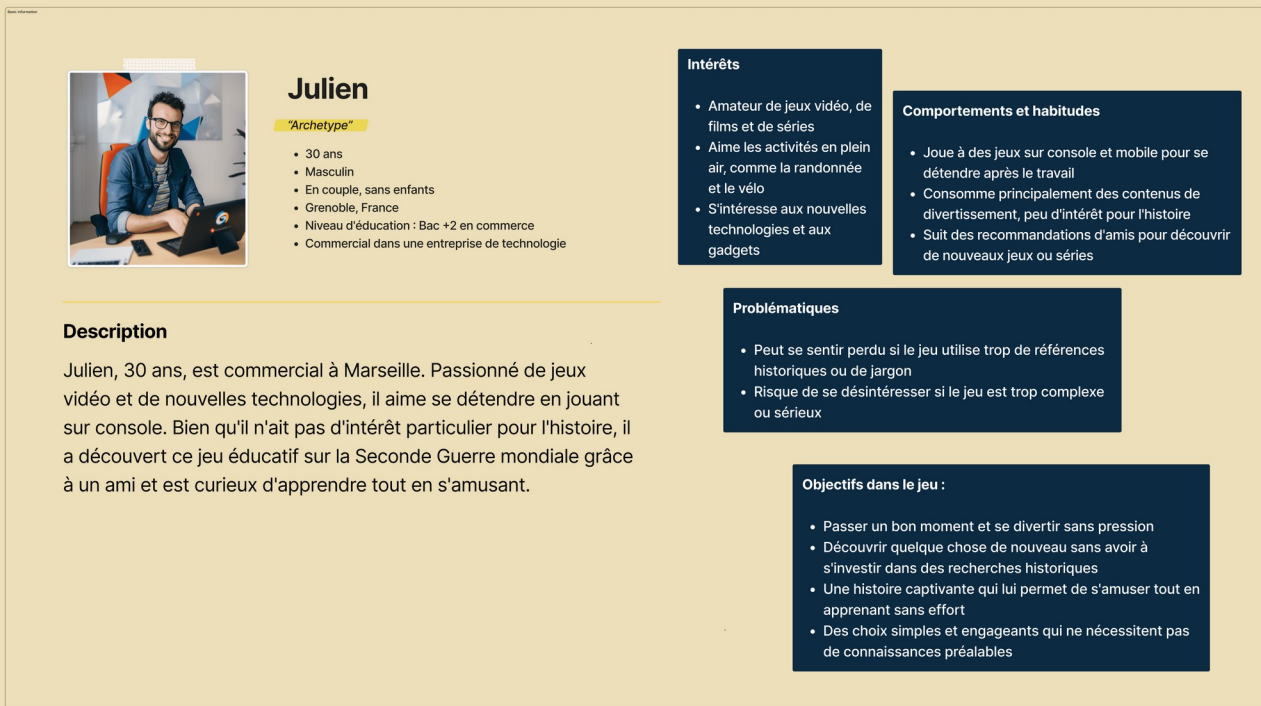 Basic information
Julien
“Archetype”
• 30 ans
• Masculin
• En couple, sans enfants
• Grenoble, France
• Niveau d'éducation : Bac +2 en commerce
• Commercial dans une entreprise de technologie
Description
Julien, 30 ans, est commercial à Marseille. Passionné de jeux
vidéo et de nouvelles technologies, il aime se détendre en jouant
sur console. Bien qu'il n'ait pas d'intérêt particulier pour l'histoire, il
a découvert ce jeu éducatif sur la Seconde Guerre mondiale grâce
à un ami et est curieux d'apprendre tout en s'amusant.
Intérêts
• Amateur de jeux vidéo, de
films et de séries
• Aime les activités en plein
air, comme la randonnée
et le vélo
• S'intéresse aux nouvelles
technologies et aux
gadgets
Comportements et habitudes
• Joue à des jeux sur console et mobile pour se
détendre après le travail
• Consomme principalement des contenus de
divertissement, peu d'intérêt pour l'histoire
• Suit des recommandations d'amis pour découvrir
de nouveaux jeux ou séries
Problématiques
• Peut se sentir perdu si le jeu utilise trop de références
historiques ou de jargon
• Risque de se désintéresser si le jeu est trop complexe
ou sérieux
Objectifs dans le jeu :
• Passer un bon moment et se divertir sans pression
• Découvrir quelque chose de nouveau sans avoir à
s'investir dans des recherches historiques
• Une histoire captivante qui lui permet de s'amuser tout en
apprenant sans effort
• Des choix simples et engageants qui ne nécessitent pas
de connaissances préalables